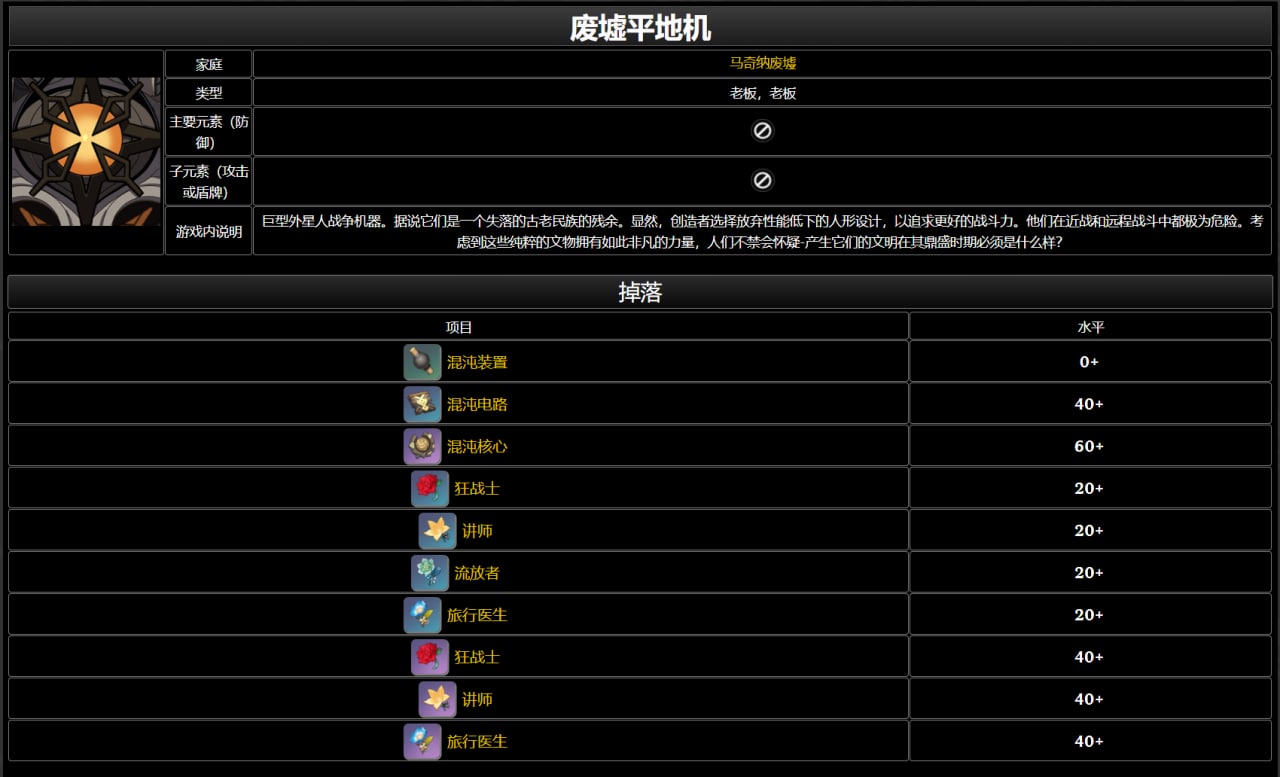 废墟平地机
家庭
马奇纳废墟
类型
老板，老板
主要元素（防
御）
子元素（攻击
或盾牌）
游戏内说明
巨型外星人战争机器。据说它们是一个失落的古老民族的残余。显然，创造者选择放弃性能低下的人形设计，以追求更好的战斗力。他们在近战和远程战斗中都极为危险。考
虑到这些纯粹的文物拥有如此非凡的力量，人们不禁会怀疑-产生它们的文明在其鼎盛时期必须是什么样？
掉落
项目
水平
混沌装置
0+
混沌电路
40+
混沌核心
60+
狂战士
20+
讲师
20+
流放者
20+
旅行医生
20+
狂战士
40+
讲师
40+
旅行医生
40+